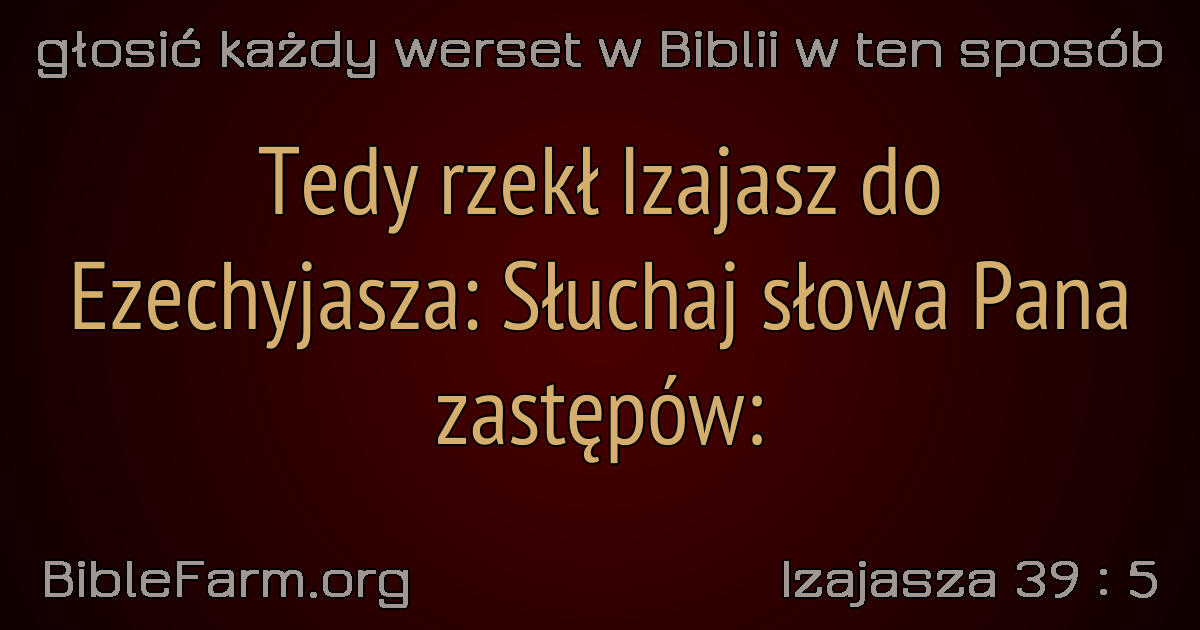 głosić każdy werset w Biblii w ten sposób
Tedy rzekł Izajasz do
Ezechyjasza: Słuchaj słowa Pana
zastępów:
BibleFarm.org
Izajasza 39 : 5